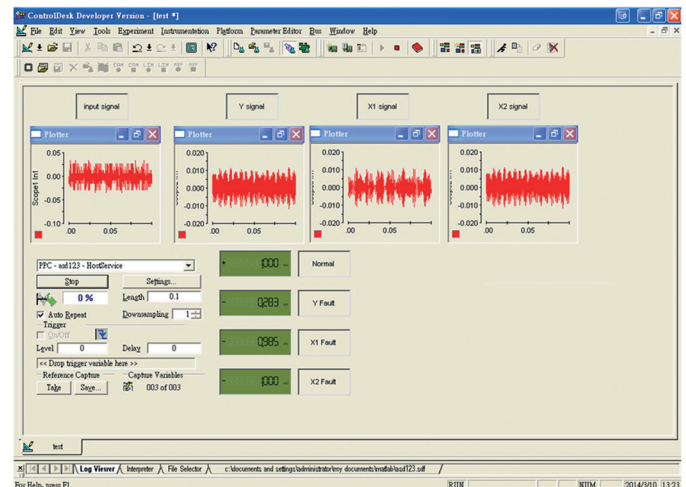 ControlDesk Developer Version - [test *]
File Edit View Tools Experiment Instrumentation Platform Parameter Editor Bus Window Help
input signal Y signal X1 signal X2 signal
Plotter Plotter Plotter Plotter
0.05 0.020 0.020 0.020
0.00 0.010 0.010 0.010
-0.05 0.000 0.000 0.000
-0.10 -0.010 -0.010 -0.010
-0.020 -0.020 -0.020
Scope1 In1
.00 0.05 .00 0.05 .00 0.05 .00 0.05
PPC - asd123 - HostService
Stop Settings...
0 % Length 0.1
Auto Repeat Downsampling 1
Trigger
On/Off
Level 0 Delay 0
<< Drop trigger variable here >>
Reference Capture Capture Variables
Take Save... 003 of 003
+ 1.000 Normal
- 0.283 Y Fault
- 0.985 X1 Fault
- 1.000 X2 Fault
test
Log Viewer Interpreter File Selector c:\documents and settings\administrator\my documents\matlab\asd123.sdf
For Help, press F1 RUN NUM 2014/3/10 13:23